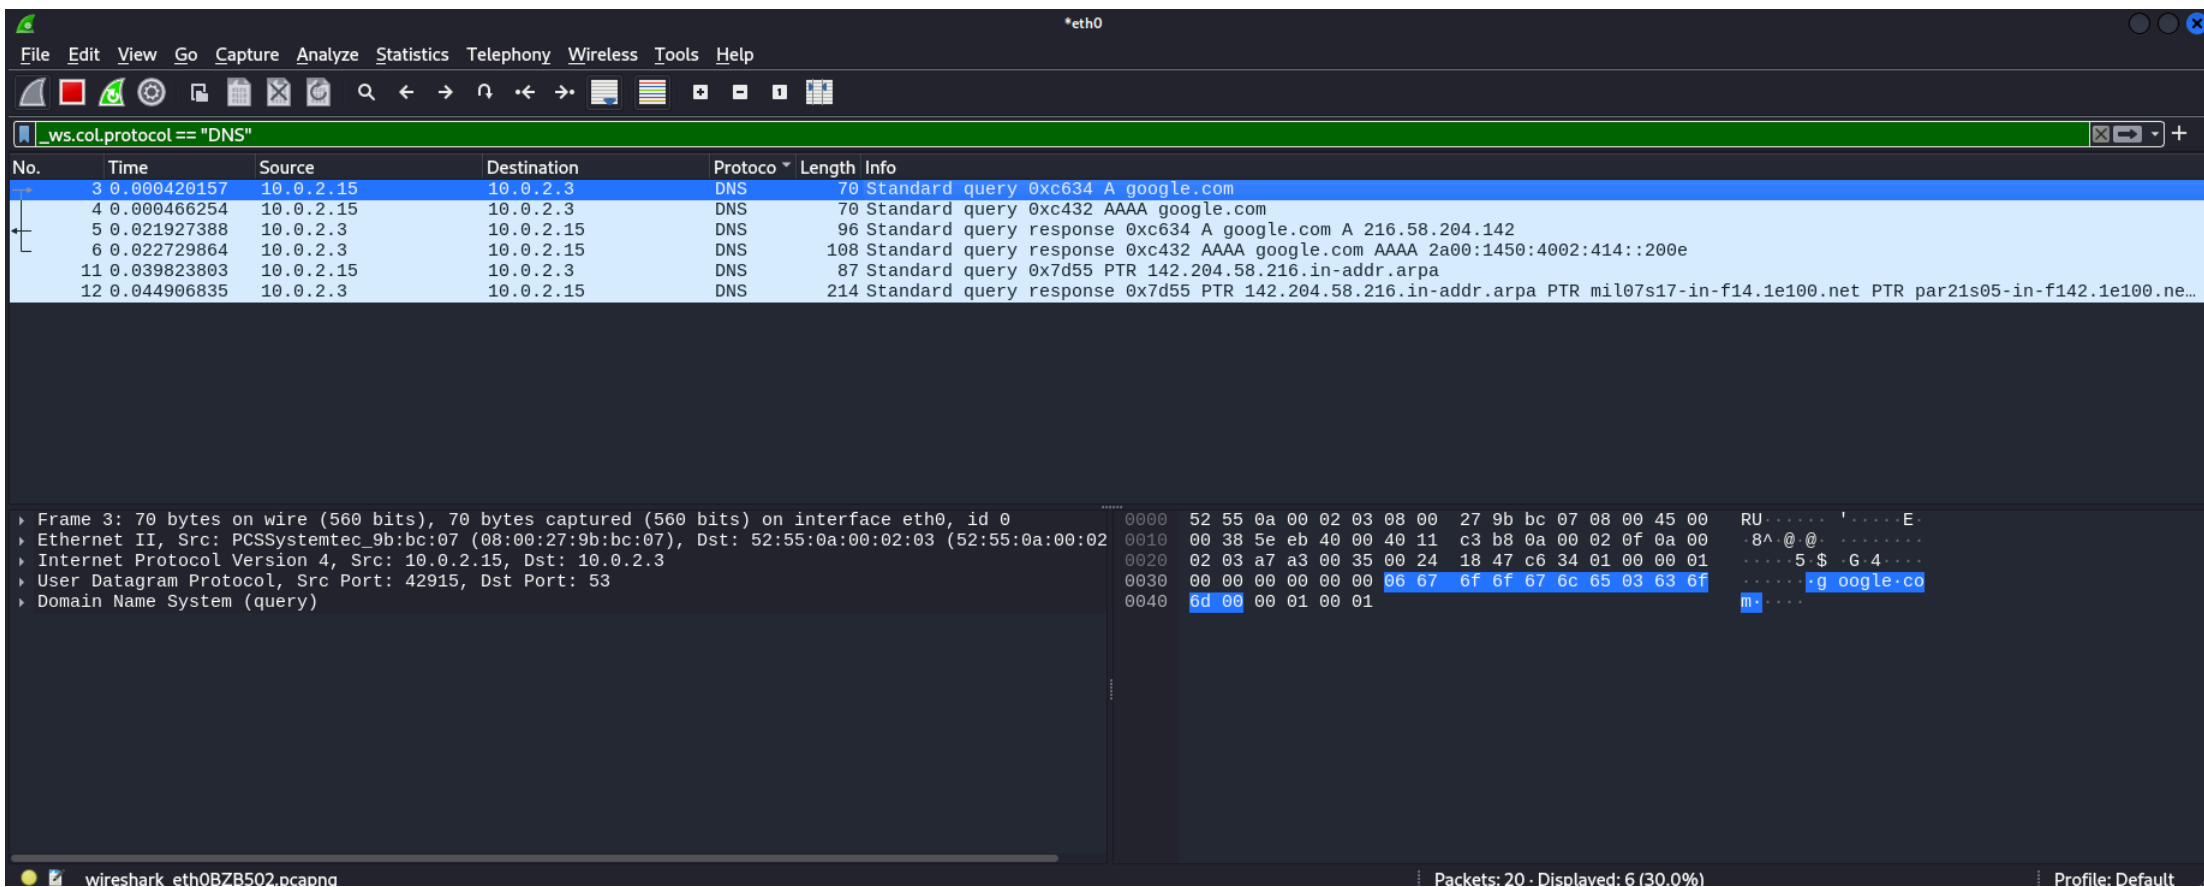 *eth0
File Edit View Go Capture Analyze Statistics Telephony Wireless Tools Help
_ws.col.protocol == "DNS"
No. Time Source Destination Protoco Length Info
3 0.000420157 10.0.2.15 10.0.2.3 DNS 70 Standard query 0xc634 A google.com
4 0.000466254 10.0.2.15 10.0.2.3 DNS 70 Standard query 0xc432 AAAA google.com
5 0.021927388 10.0.2.3 10.0.2.15 DNS 96 Standard query response 0xc634 A google.com A 216.58.204.142
6 0.022729864 10.0.2.3 10.0.2.15 DNS 108 Standard query response 0xc432 AAAA google.com AAAA 2a00:1450:4002:414::200e
11 0.039823803 10.0.2.15 10.0.2.3 DNS 87 Standard query 0x7d55 PTR 142.204.58.216.in-addr.arpa
12 0.044906835 10.0.2.3 10.0.2.15 DNS 214 Standard query response 0x7d55 PTR 142.204.58.216.in-addr.arpa PTR mil07s17-in-f14.1e100.net PTR par21s05-in-f142.1e100.ne…
Frame 3: 70 bytes on wire (560 bits), 70 bytes captured (560 bits) on interface eth0, id 0
Ethernet II, Src: PCSSystemtec_9b:bc:07 (08:00:27:9b:bc:07), Dst: 52:55:0a:00:02:03 (52:55:0a:00:02
Internet Protocol Version 4, Src: 10.0.2.15, Dst: 10.0.2.3
User Datagram Protocol, Src Port: 42915, Dst Port: 53
Domain Name System (query)
0000 52 55 0a 00 02 03 08 00 27 9b bc 07 08 00 45 00 RU······ '·····E·
0010 00 38 5e eb 40 00 40 11 c3 b8 0a 00 02 0f 0a 00 ·8^·@·@· ········
0020 02 03 a7 a3 00 35 00 24 18 47 c6 34 01 00 00 01 ·····5·$ ·G·4····
0030 00 00 00 00 00 00 06 67 6f 6f 67 6c 65 03 63 6f ·······g oogle·co
0040 6d 00 00 01 00 01 m·····
wireshark_eth0BZB502.pcapng
Packets: 20 · Displayed: 6 (30.0%)
Profile: Default